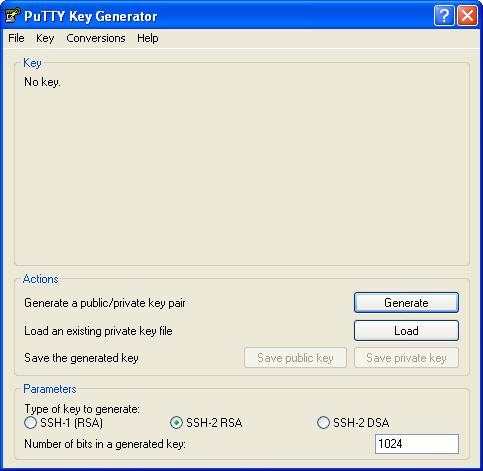 PuTTY Key Generator
File Key Conversions Help
Key
No key.
Actions
Generate a public/private key pair Generate
Load an existing private key file Load
Save the generated key Save public key Save private key
Parameters
Type of key to generate:
SSH-1 (RSA) SSH-2 RSA SSH-2 DSA
Number of bits in a generated key: 1024